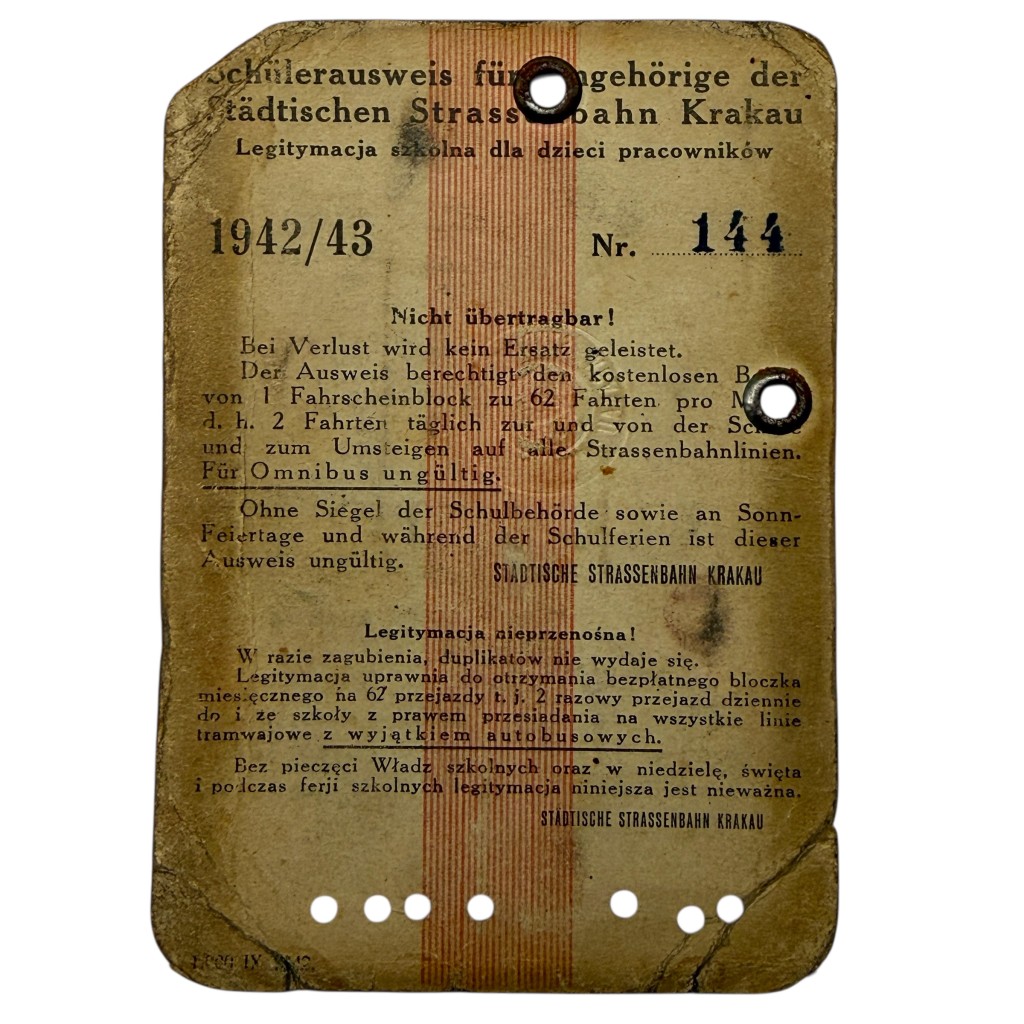 Schülerausweis für Angehörige der
Städtischen Strassenbahn Krakau
Legitymacja szkolna dla dzieci pracowników
1942/43 Nr. 144
Nicht übertragbar!
Bei Verlust wird kein Ersatz geleistet.
Der Ausweis berechtigt den kostenlosen
von 1 Fahrscheinblock zu 62 Fahrten pro
d. h. 2 Fahrten täglich zur und von der Schule
und zum Umsteigen auf alle Strassenbahnlinien.
Für Omnibus ungültig.
Ohne Siegel der Schulbehörde sowie an Sonn-
Feiertage und während der Schulferien ist dieser
Ausweis ungültig.
STÄDTISCHE STRASSENBAHN KRAKAU
Legitymacja nieprzenośna!
W razie zagubienia, duplikatów nie wydaje się.
Legitymacja uprawnia do otrzymania bezpłatnego bloczka
miesięcznego na 62 przejazdy t. j. 2 razowy przejazd dziennie
do i ze szkoły z prawem przesiadania na wszystkie linie
tramwajowe z wyjątkiem autobusowych.
Bez pieczęci Władz szkolnych oraz w niedzielę, święta
i podczas ferji szkolnych legitymacja niniejsza jest nieważna.
STÄDTISCHE STRASSENBAHN KRAKAU
IX